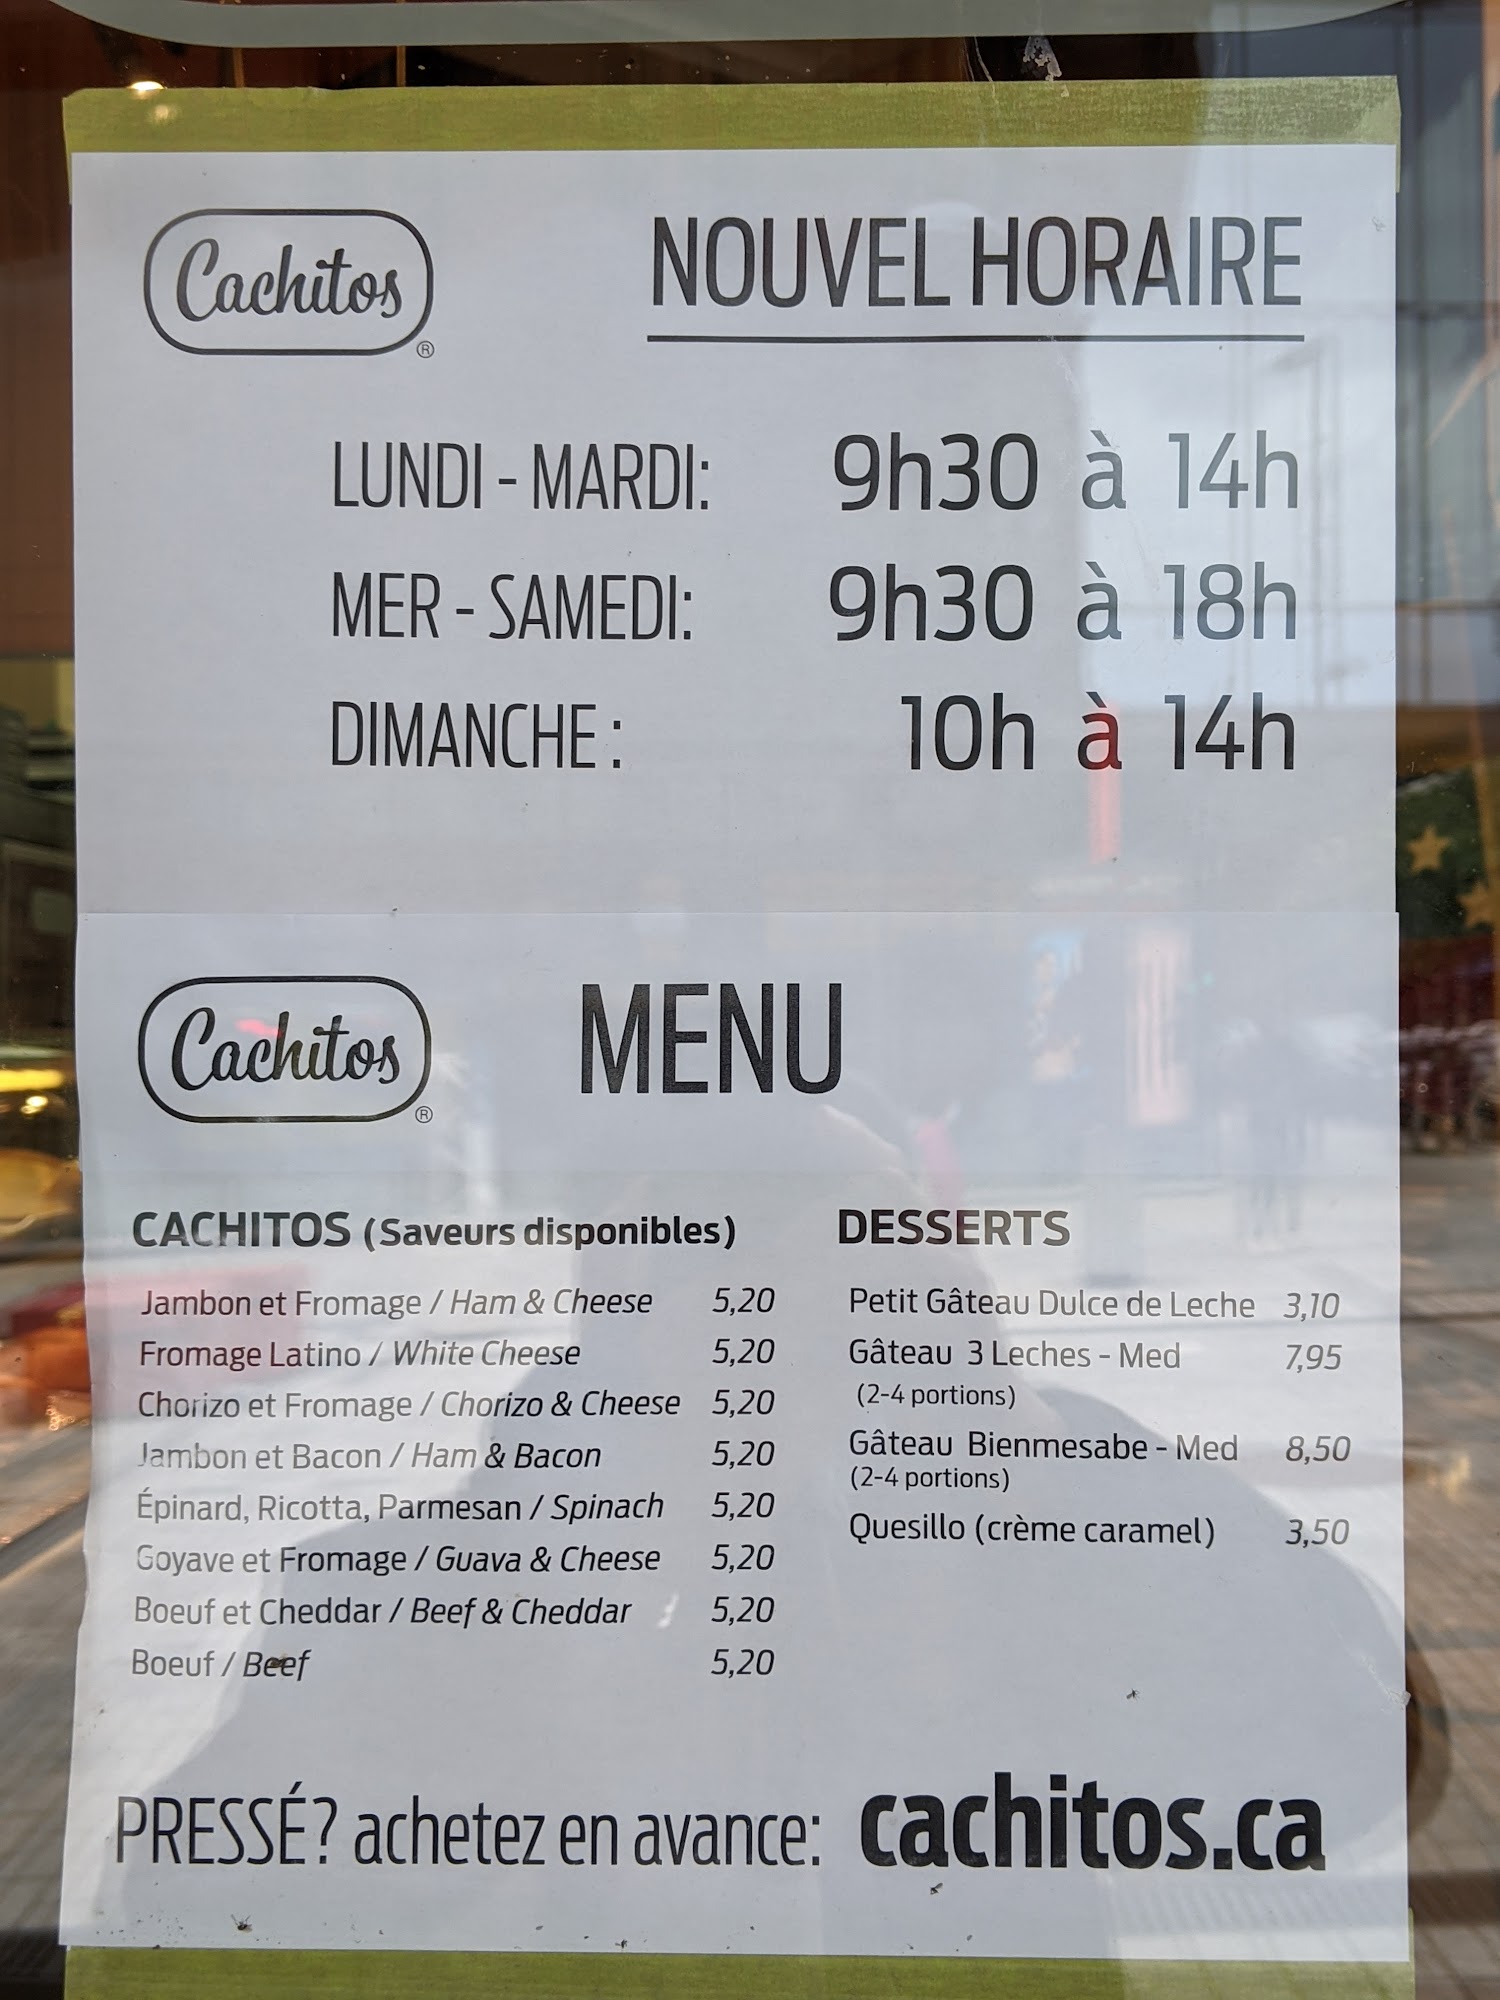 Cachitos ®
NOUVEL HORAIRE
LUNDI - MARDI: 9h30 à 14h
MER - SAMEDI: 9h30 à 18h
DIMANCHE : 10h à 14h
Cachitos ®
MENU
CACHITOS (Saveurs disponibles)
Jambon et Fromage / Ham & Cheese 5,20
Fromage Latino / White Cheese 5,20
Chorizo et Fromage / Chorizo & Cheese 5,20
Jambon et Bacon / Ham & Bacon 5,20
Épinard, Ricotta, Parmesan / Spinach 5,20
Goyave et Fromage / Guava & Cheese 5,20
Boeuf et Cheddar / Beef & Cheddar 5,20
Boeuf / Beef 5,20
DESSERTS
Petit Gâteau Dulce de Leche 3,10
Gâteau 3 Leches - Med 7,95
(2-4 portions)
Gâteau Bienmesabe - Med 8,50
(2-4 portions)
Quesillo (crème caramel) 3,50
PRESSÉ? achetez en avance: cachitos.ca